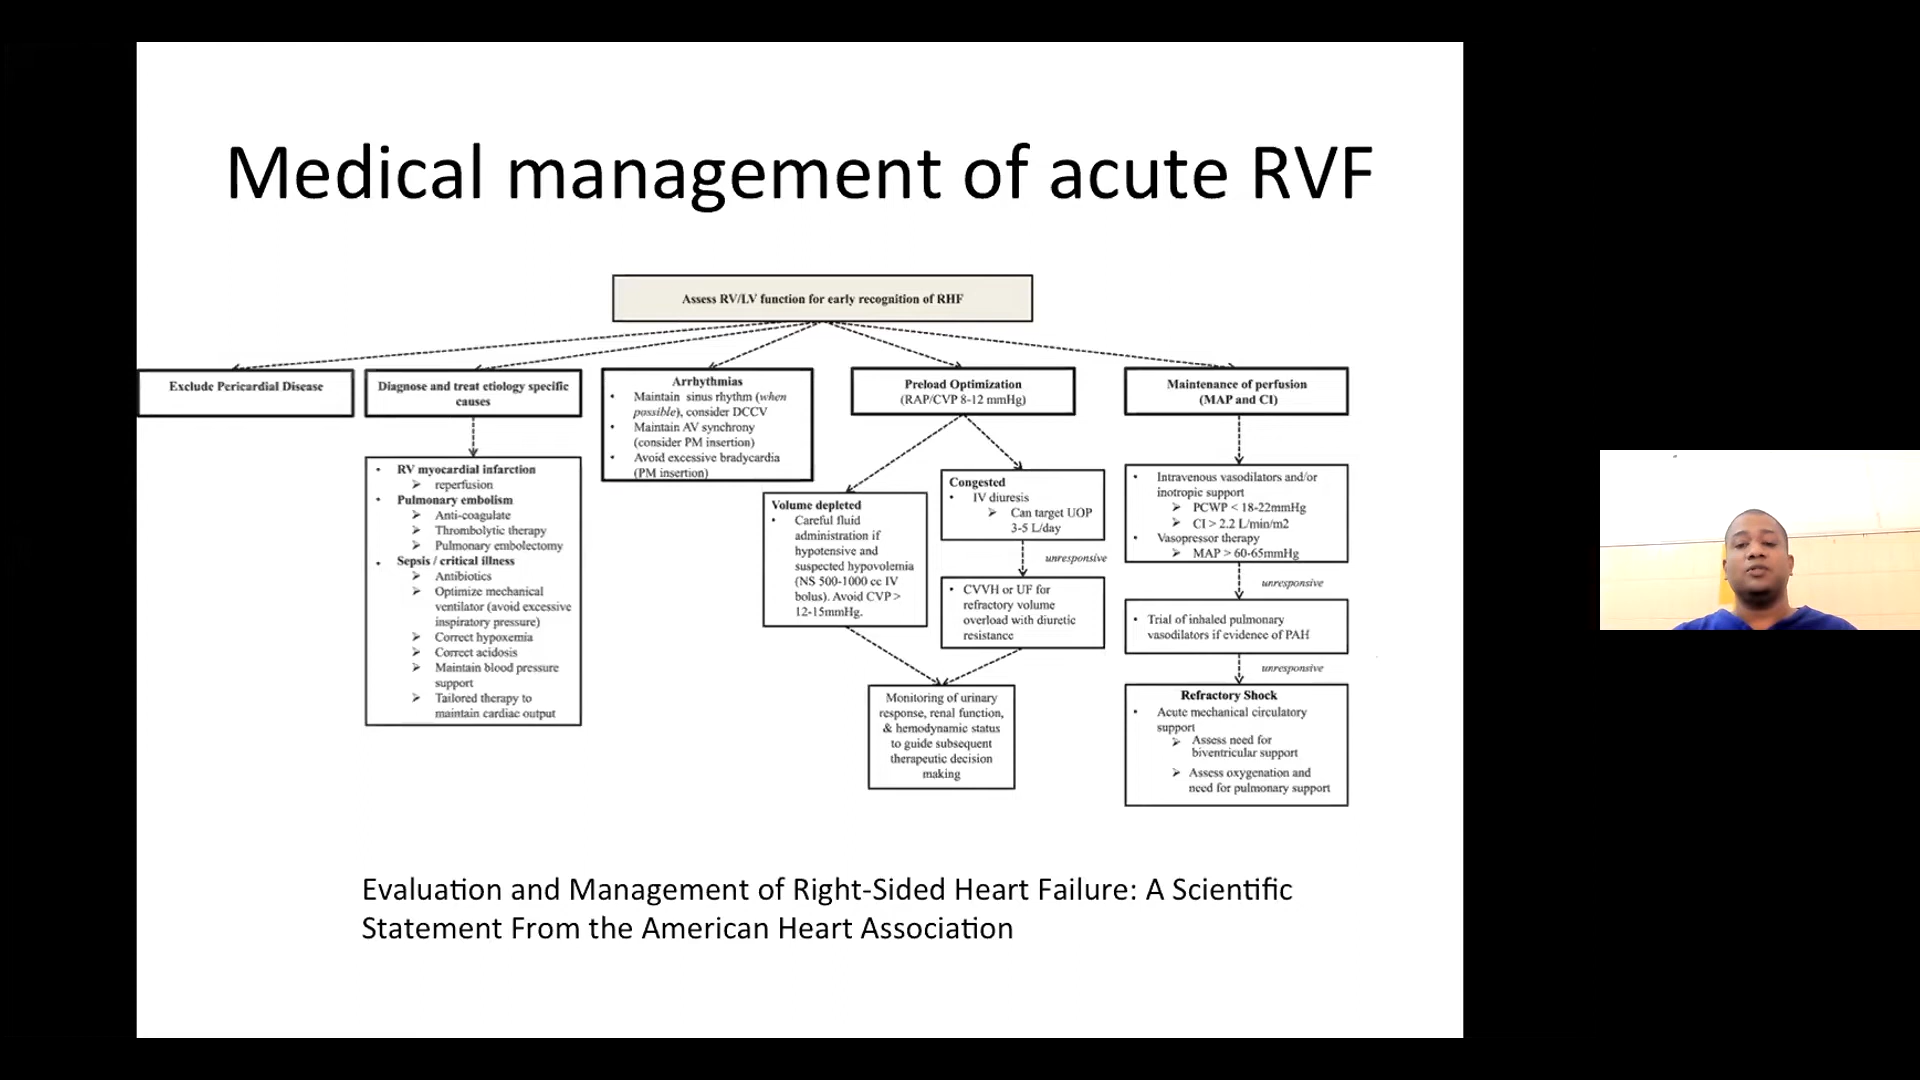 Medical management of acute RVF
Assess RV/LV function for early recognition of RHF
Exclude Pericardial Disease
Diagnose and treat etiology specific
causes
• RV myocardial infarction
➢ reperfusion
• Pulmonary embolism
➢ Anti-coagulate
➢ Thrombolytic therapy
➢ Pulmonary embolectomy
• Sepsis / critical illness
➢ Antibiotics
➢ Optimize mechanical
ventilator (avoid excessive
inspiratory pressure)
➢ Correct hypoxemia
➢ Correct acidosis
➢ Maintain blood pressure
support
➢ Tailored therapy to
maintain cardiac output
Arrhythmias
• Maintain sinus rhythm (when
possible), consider DCCV
• Maintain AV synchrony
(consider PM insertion)
• Avoid excessive bradycardia
(PM insertion)
Preload Optimization
(RAP/CVP 8-12 mmHg)
Volume depleted
• Careful fluid
administration if
hypotensive and
suspected hypovolemia
(NS 500-1000 cc IV
bolus). Avoid CVP >
12-15mmHg.
Congested
• IV diuresis
➢ Can target UOP
3-5 L/day
unresponsive
• CVVH or UF for
refractory volume
overload with diuretic
resistance
Monitoring of urinary
response, renal function,
& hemodynamic status
to guide subsequent
therapeutic decision
making
Maintenance of perfusion
(MAP and CI)
• Intravenous vasodilators and/or
inotropic support
➢ PCWP < 18-22mmHg
➢ CI > 2.2 L/min/m2
• Vasopressor therapy
➢ MAP > 60-65mmHg
unresponsive
• Trial of inhaled pulmonary
vasodilators if evidence of PAH
unresponsive
Refractory Shock
• Acute mechanical circulatory
support
➢ Assess need for
biventricular support
➢ Assess oxygenation and
need for pulmonary support
Evaluation and Management of Right-Sided Heart Failure: A Scientific
Statement From the American Heart Association